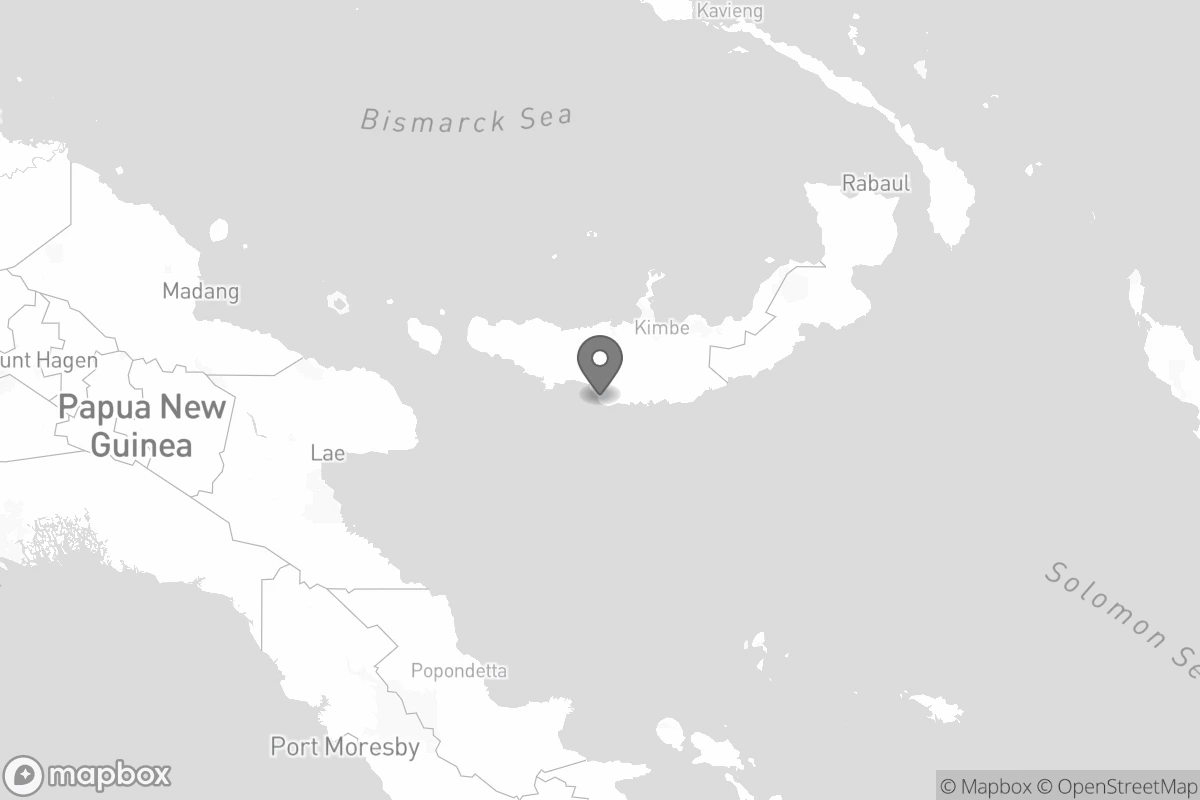 Kavieng
Bismarck Sea
Rabaul
Madang
Kimbe
unt Hagen
Papua New
Guinea
Lae
Solomon Se
Popondetta
Port Moresby
mapbox
© Mapbox © OpenStreetMap